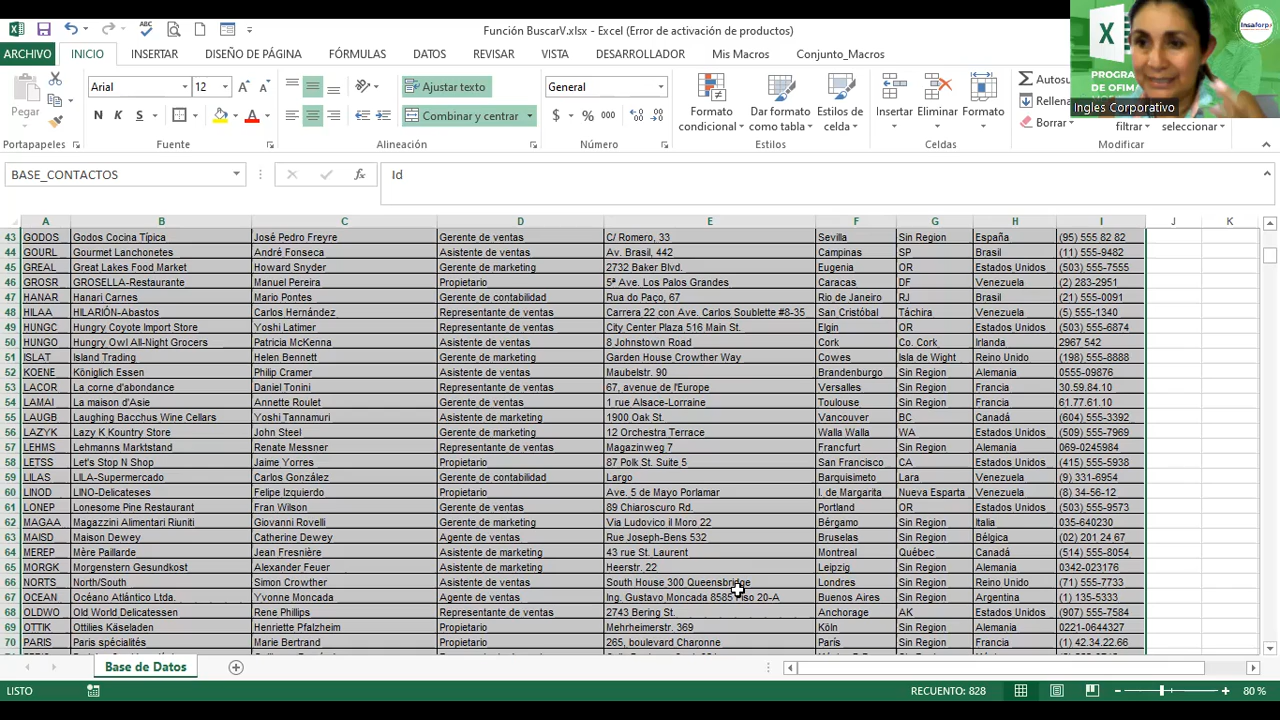 Función BuscarV.xlsx - Excel (Error de activación de productos)
ARCHIVO INICIO INSERTAR DISEÑO DE PÁGINA FÓRMULAS DATOS REVISAR VISTA DESARROLLADOR Mis Macros Conjunto_Macros
Insaforp
PROGRA
DE OFIMÁ
Ingles Corporativo
Arial 12 Ajustar texto General Autosu
Pegar N K S Combinar y centrar $ % 000 Formato condicional Dar formato como tabla Estilos de celda Insertar Eliminar Formato Rellena Borrar filtrar seleccionar
Portapapeles Fuente Alineación Número Estilos Celdas Modificar
BASE_CONTACTOS Id
A B C D E F G H I J K
43 GODOS Godos Cocina Típica José Pedro Freyre Gerente de ventas C/ Romero, 33 Sevilla Sin Region España (95) 555 82 82
44 GOURL Gourmet Lanchonetes André Fonseca Asistente de ventas Av. Brasil, 442 Campinas SP Brasil (11) 555-9482
45 GREAL Great Lakes Food Market Howard Snyder Gerente de marketing 2732 Baker Blvd. Eugenia OR Estados Unidos (503) 555-7555
46 GROSR GROSELLA-Restaurante Manuel Pereira Propietario 5ª Ave. Los Palos Grandes Caracas DF Venezuela (2) 283-2951
47 HANAR Hanari Carnes Mario Pontes Gerente de contabilidad Rua do Paço, 67 Rio de Janeiro RJ Brasil (21) 555-0091
48 HILAA HILARIÓN-Abastos Carlos Hernández Representante de ventas Carrera 22 con Ave. Carlos Soublette #8-35 San Cristóbal Táchira Venezuela (5) 555-1340
49 HUNGC Hungry Coyote Import Store Yoshi Latimer Representante de ventas City Center Plaza 516 Main St. Elgin OR Estados Unidos (503) 555-6874
50 HUNGO Hungry Owl All-Night Grocers Patricia McKenna Asistente de ventas 8 Johnstown Road Cork Co. Cork Irlanda 2967 542
51 ISLAT Island Trading Helen Bennett Gerente de marketing Garden House Crowther Way Cowes Isla de Wight Reino Unido (198) 555-8888
52 KOENE Königlich Essen Philip Cramer Asistente de ventas Maubelstr. 90 Brandenburgo Sin Region Alemania 0555-09876
53 LACOR La corne d'abondance Daniel Tonini Representante de ventas 67, avenue de l'Europe Versalles Sin Region Francia 30.59.84.10
54 LAMAI La maison d'Asie Annette Roulet Gerente de ventas 1 rue Alsace-Lorraine Toulouse Sin Region Francia 61.77.61.10
55 LAUGB Laughing Bacchus Wine Cellars Yoshi Tannamuri Asistente de marketing 1900 Oak St. Vancouver BC Canadá (604) 555-3392
56 LAZYK Lazy K Kountry Store John Steel Gerente de marketing 12 Orchestra Terrace Walla Walla WA Estados Unidos (509) 555-7969
57 LEHMS Lehmanns Marktstand Renate Messner Representante de ventas Magazinweg 7 Francfurt Sin Region Alemania 069-0245984
58 LETSS Let's Stop N Shop Jaime Yorres Propietario 87 Polk St. Suite 5 San Francisco CA Estados Unidos (415) 555-5938
59 LILAS LILA-Supermercado Carlos González Gerente de contabilidad Largo Barquisimeto Lara Venezuela (9) 331-6954
60 LINOD LINO-Delicateses Felipe Izquierdo Propietario Ave. 5 de Mayo Porlamar I. de Margarita Nueva Esparta Venezuela (8) 34-56-12
61 LONEP Lonesome Pine Restaurant Fran Wilson Gerente de ventas 89 Chiaroscuro Rd. Portland OR Estados Unidos (503) 555-9573
62 MAGAA Magazzini Alimentari Riuniti Giovanni Rovelli Gerente de marketing Via Ludovico il Moro 22 Bérgamo Sin Region Italia 035-640230
63 MAISD Maison Dewey Catherine Dewey Agente de ventas Rue Joseph-Bens 532 Bruselas Sin Region Bélgica (02) 201 24 67
64 MEREP Mère Paillarde Jean Fresnière Asistente de marketing 43 rue St. Laurent Montreal Québec Canadá (514) 555-8054
65 MORGK Morgenstern Gesundkost Alexander Feuer Asistente de marketing Heerstr. 22 Leipzig Sin Region Alemania 0342-023176
66 NORTS North/South Simon Crowther Asistente de ventas South House 300 Queensbridge Londres Sin Region Reino Unido (71) 555-7733
67 OCEAN Océano Atlántico Ltda. Yvonne Moncada Agente de ventas Ing. Gustavo Moncada 8585 Piso 20-A Buenos Aires Sin Region Argentina (1) 135-5333
68 OLDWO Old World Delicatessen Rene Phillips Representante de ventas 2743 Bering St. Anchorage AK Estados Unidos (907) 555-7584
69 OTTIK Ottilies Käseladen Henriette Pfalzheim Propietario Mehrheimerstr. 369 Köln Sin Region Alemania 0221-0644327
70 PARIS Paris spécialités Marie Bertrand Propietario 265, boulevard Charonne París Sin Region Francia (1) 42.34.22.66
Base de Datos
LISTO RECUENTO: 828 80 %